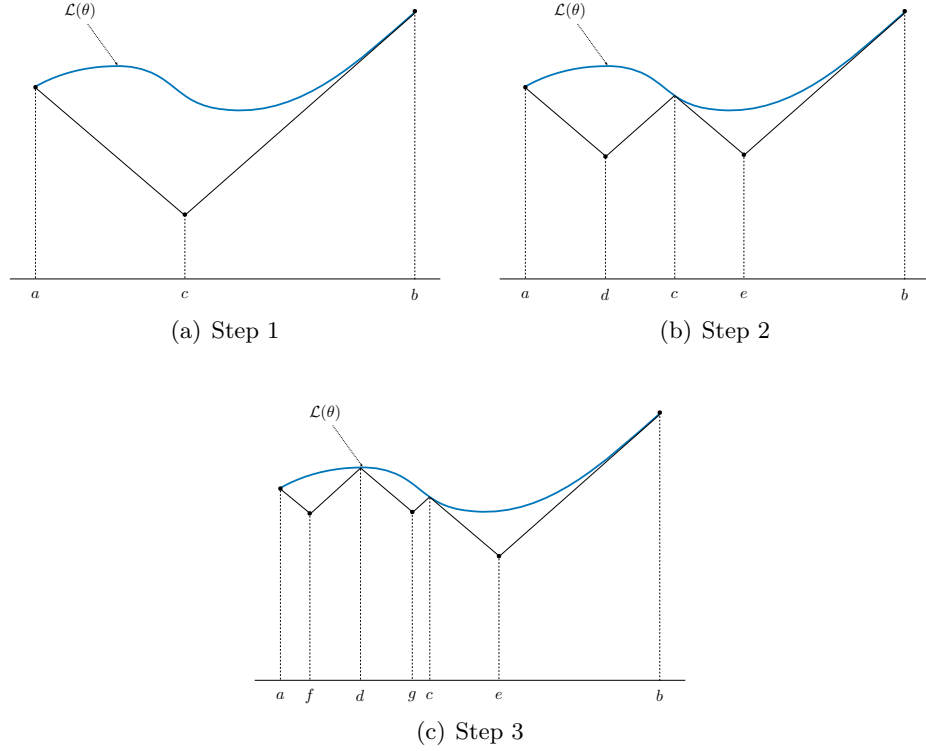 ℒ(θ)
a c b
(a) Step 1
ℒ(θ)
a d c e b
(b) Step 2
ℒ(θ)
a f d g c e b
(c) Step 3